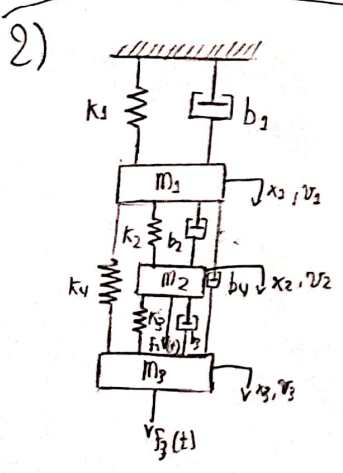 2)
K1
b1
m1
x1, v1
K2
b2
K4
m2
b4
x2, v2
K3
b3
m3
x3, v3
f3(t)